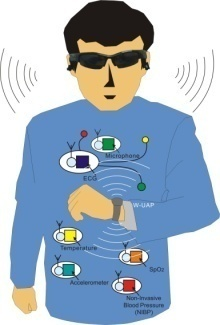 Microphone
ECG
W-UAP
Temperature
SpO2
Accelerometer
Non-Invasive
Blood Pressure
(NIBP)